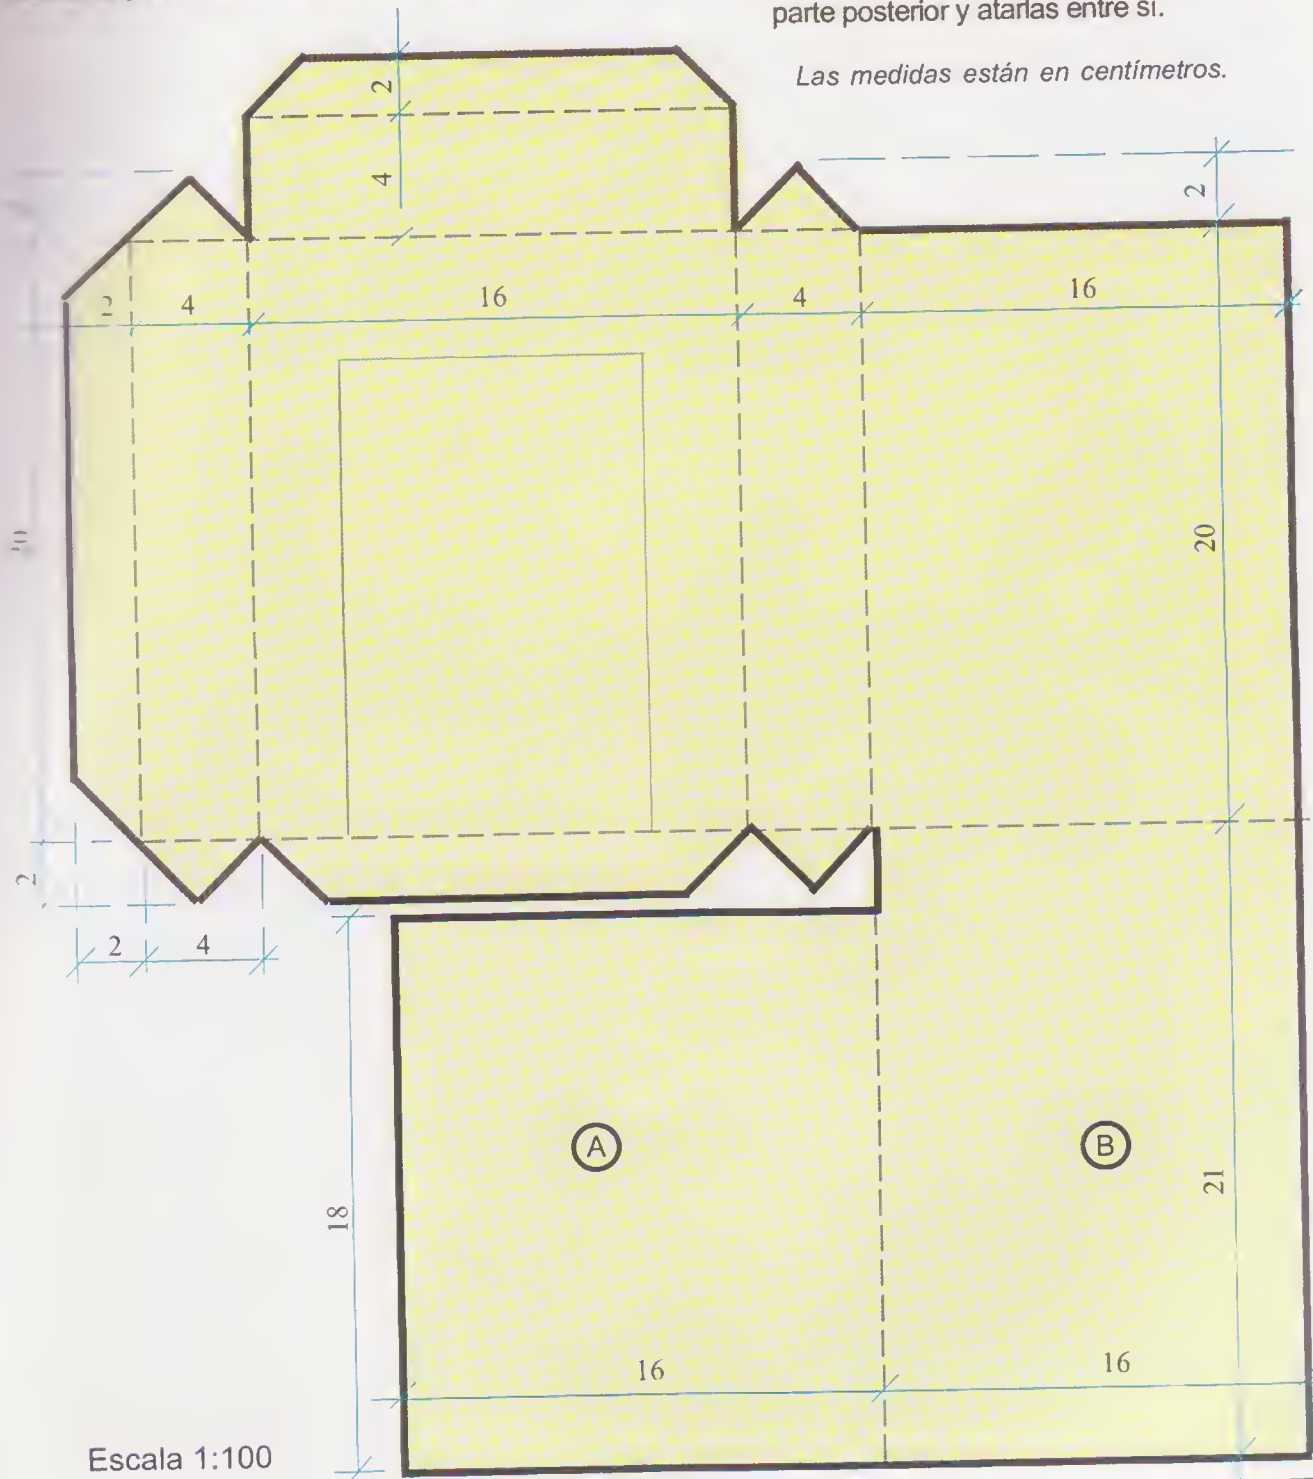 parte posterior y atarlas entre sí.
Las medidas están en centímetros.
2
4
2
2 4 16 4 16
20
2
2 4
A B
18
21
16 16
Escala 1:100